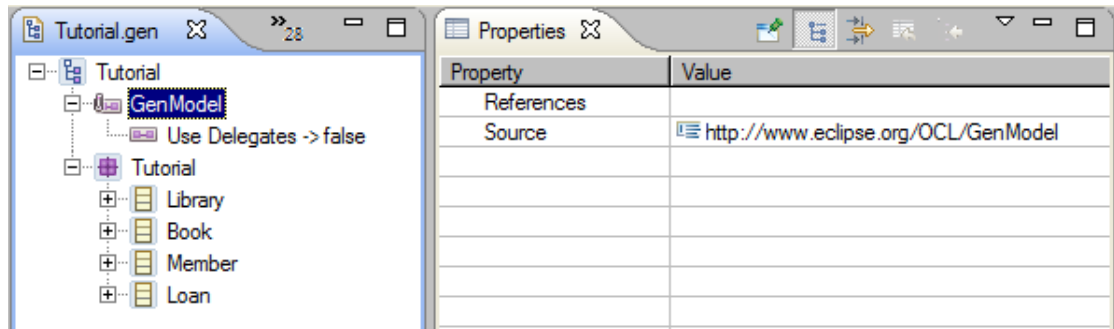 Tutorial.gen
»28
Properties
Tutorial
GenModel
Use Delegates -> false
Tutorial
Library
Book
Member
Loan
Property Value
References
Source http://www.eclipse.org/OCL/GenModel